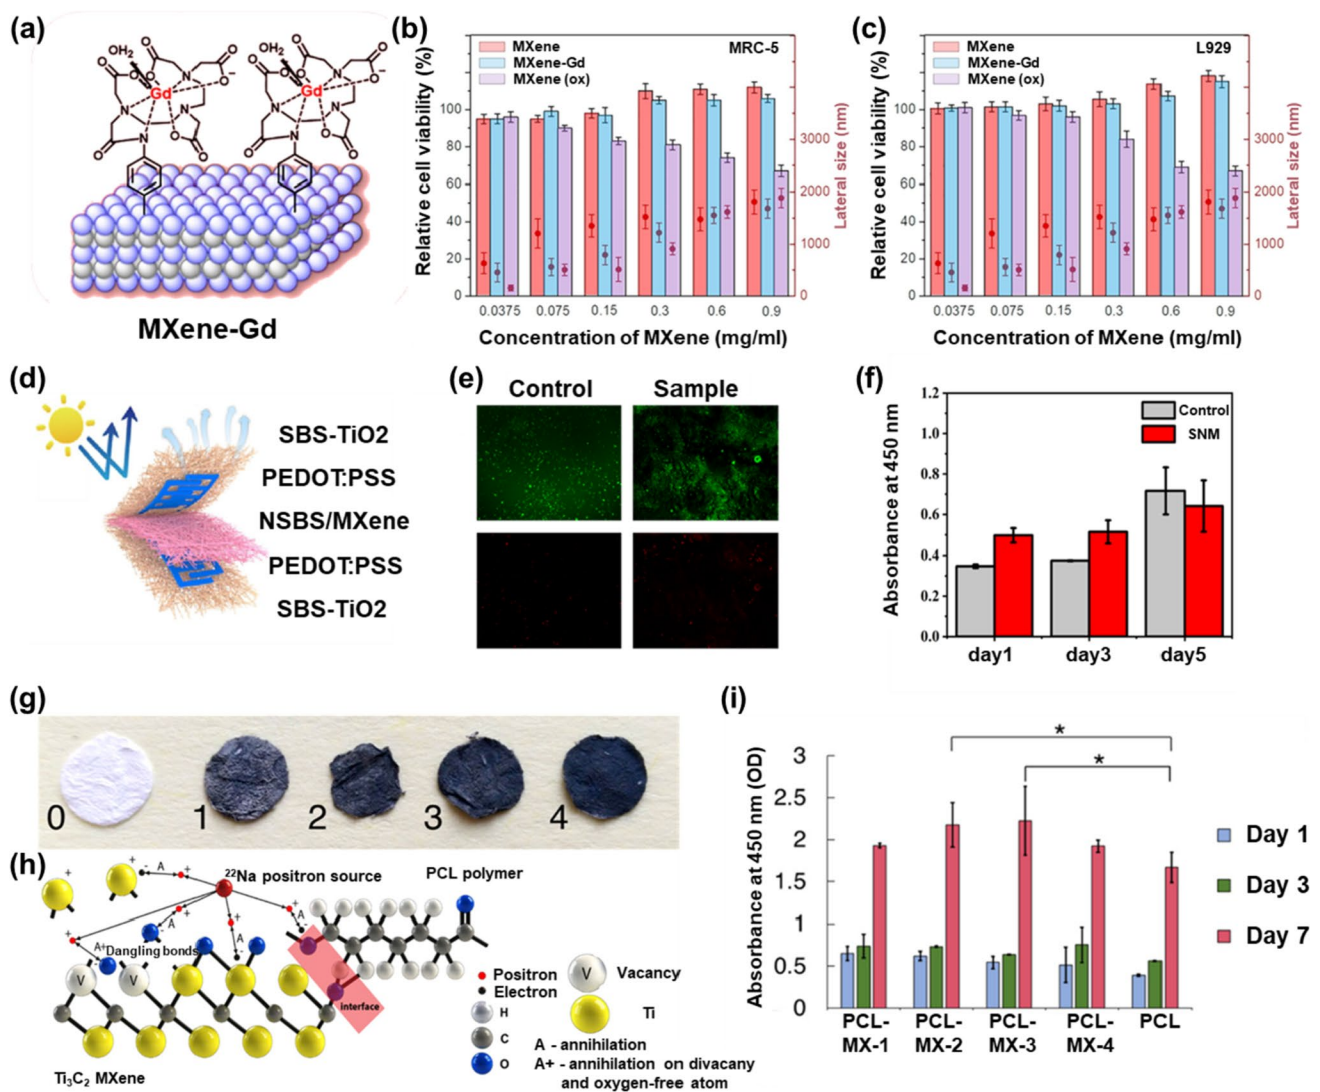 (a)
OH2
OH2
O
O
O
O
O⁻
O
O
O
O
O⁻
N
N
Gd
Gd
N
N
N
N
O
O
O
O
O
O
N
N
MXene-Gd
(b)
MXene
MXene-Gd
MXene (ox)
MRC-5
Relative cell viability (%)
100
80
60
40
20
0
3000
2000
1000
0
Lateral size (nm)
0.0375
0.075
0.15
0.3
0.6
0.9
Concentration of MXene (mg/ml)
(c)
MXene
MXene-Gd
MXene (ox)
L929
Relative cell viability (%)
100
80
60
40
20
0
3000
2000
1000
0
Lateral size (nm)
0.0375
0.075
0.15
0.3
0.6
0.9
Concentration of MXene (mg/ml)
(d)
SBS-TiO2
PEDOT:PSS
NSBS/MXene
PEDOT:PSS
SBS-TiO2
(e)
Control
Sample
(f)
Absorbance at 450 nm
1.2
1.0
0.8
0.6
0.4
0.2
0.0
Control
SNM
day1
day3
day5
(g)
0
1
2
3
4
(h)
+
- A +
²²Na positron source
PCL polymer
+
A
-
+
A
-
+
A
-
+
A+
-
Dangling bonds
V
V
interface
Positron
Electron
H
C
O
V
Vacancy
Ti
A - annihilation
A+ - annihilation on divacany
and oxygen-free atom
Ti₃C₂ MXene
(i)
*
*
Absorbance at 450 nm (OD)
3
2.5
2
1.5
1
0.5
0
PCL-
MX-1
PCL-
MX-2
PCL-
MX-3
PCL-
MX-4
PCL
Day 1
Day 3
Day 7